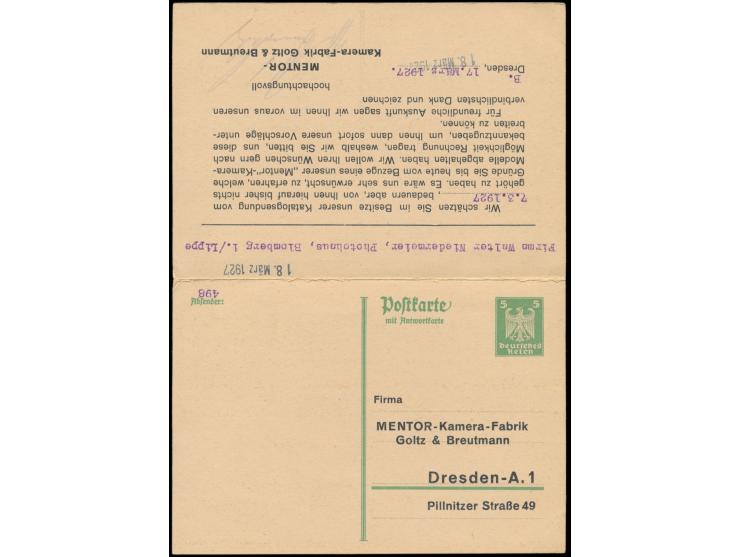 Firma Walter Niedermeier, Photohaus, Blomberg i./Lippe
18. März 1927
Wir schätzen Sie im Besitze unserer Katalogsendung vom
7.3.1927, bedauern aber, von Ihnen hierauf bisher nichts
gehört zu haben. Es wäre uns sehr erwünscht, zu erfahren, welche
Gründe Sie bis heute vom Bezuge eines unserer „Mentor“-Kamera-
Modelle abgehalten haben. Wir wollen Ihren Wünschen gern nach
Möglichkeit Rechnung tragen, weshalb wir Sie bitten, uns diese
bekanntzugeben, um Ihnen dann sofort unsere Vorschläge unter-
breiten zu können.
Für freundliche Auskunft sagen wir Ihnen im voraus unseren
verbindlichsten Dank und zeichnen
hochachtungsvoll
B.
Dresden, 17. März 1927.
18. März 1927
MENTOR-
Kamera-Fabrik Goltz & Breutmann
Absender:
498
Postkarte
mit Antwortkarte
5 5
Deutsches
Reich
Firma
MENTOR-Kamera-Fabrik
Goltz & Breutmann
Dresden-A. 1
Pillnitzer Straße 49